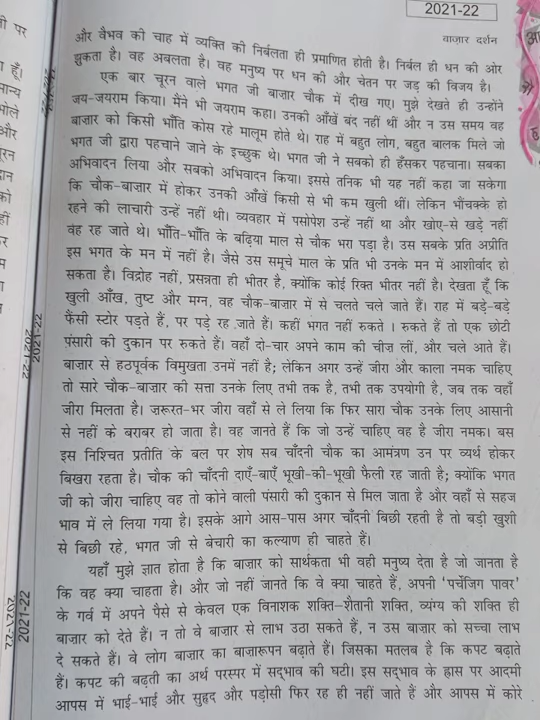 2021-22
बाज़ार दर्शन
और वैभव की चाह में व्यक्ति की निर्बलता ही प्रमाणित होती है। निर्बल ही धन की ओर
झुकता है। वह अबलता है। वह मनुष्य पर धन की और चेतन पर जड़ की विजय है।
एक बार चूरन वाले भगत जी बाज़ार चौक में दीख गए। मुझे देखते ही उन्होंने
जय-जयराम किया। मैंने भी जयराम कहा। उनकी आँखें बंद नहीं थीं और न उस समय वह
बाज़ार को किसी भाँति कोस रहे मालूम होते थे। राह में बहुत लोग, बहुत बालक मिले जो
भगत जी द्वारा पहचाने जाने के इच्छुक थे। भगत जी ने सबको ही हँसकर पहचाना। सबका
अभिवादन लिया और सबको अभिवादन किया। इससे तनिक भी यह नहीं कहा जा सकेगा
कि चौक-बाज़ार में होकर उनकी आँखें किसी से भी कम खुली थीं। लेकिन भौंचक्के हो
रहने की लाचारी उन्हें नहीं थी। व्यवहार में पसोपेश उन्हें नहीं था और खोए-से खड़े नहीं
वह रह जाते थे। भाँति-भाँति के बढ़िया माल से चौक भरा पड़ा है। उस सबके प्रति अप्रीति
इस भगत के मन में नहीं है। जैसे उस समूचे माल के प्रति भी उनके मन में आशीर्वाद हो
सकता है। विद्रोह नहीं, प्रसन्नता ही भीतर है, क्योंकि कोई रिक्त भीतर नहीं है। देखता हूँ कि
खुली आँख, तुष्ट और मग्न, वह चौक-बाज़ार में से चलते चले जाते हैं। राह में बड़े-बड़े
फैंसी स्टोर पड़ते हैं, पर पड़े रह जाते हैं। कहीं भगत नहीं रुकते । रुकते हैं तो एक छोटी
पंसारी की दुकान पर रुकते हैं। वहाँ दो-चार अपने काम की चीज़ लीं, और चले आते हैं।
बाज़ार से हठपूर्वक विमुखता उनमें नहीं है; लेकिन अगर उन्हें जीरा और काला नमक चाहिए
तो सारे चौक-बाज़ार की सत्ता उनके लिए तभी तक है, तभी तक उपयोगी है, जब तक वहाँ
जीरा मिलता है। ज़रूरत-भर जीरा वहाँ से ले लिया कि फिर सारा चौक उनके लिए आसानी
से नहीं के बराबर हो जाता है। वह जानते हैं कि जो उन्हें चाहिए वह है जीरा नमक। बस
इस निश्चित प्रतीति के बल पर शेष सब चाँदनी चौक का आमंत्रण उन पर व्यर्थ होकर
बिखरा रहता है। चौक की चाँदनी दाएँ-बाएँ भूखी-की-भूखी फैली रह जाती है; क्योंकि भगत
जी को जीरा चाहिए वह तो कोने वाली पंसारी की दुकान से मिल जाता है और वहाँ से सहज
भाव में ले लिया गया है। इसके आगे आस-पास अगर चाँदनी बिछी रहती है तो बड़ी खुशी
से बिछी रहे, भगत जी से बेचारी का कल्याण ही चाहते हैं।
यहाँ मुझे ज्ञात होता है कि बाज़ार को सार्थकता भी वही मनुष्य देता है जो जानता है
कि वह क्या चाहता है। और जो नहीं जानते कि वे क्या चाहते हैं, अपनी 'पर्चेज़िंग पावर'
के गर्व में अपने पैसे से केवल एक विनाशक शक्ति-शैतानी शक्ति, व्यंग्य की शक्ति ही
बाज़ार को देते हैं। न तो वे बाज़ार से लाभ उठा सकते हैं, न उस बाज़ार को सच्चा लाभ
दे सकते हैं। वे लोग बाज़ार का बाज़ारूपन बढ़ाते हैं। जिसका मतलब है कि कपट बढ़ाते
हैं। कपट की बढ़ती का अर्थ परस्पर में सद्भाव की घटी। इस सद्भाव के ह्रास पर आदमी
आपस में भाई-भाई और सुहृद और पड़ोसी फिर रह ही नहीं जाते हैं और आपस में कोरे
2021-22
2021-22